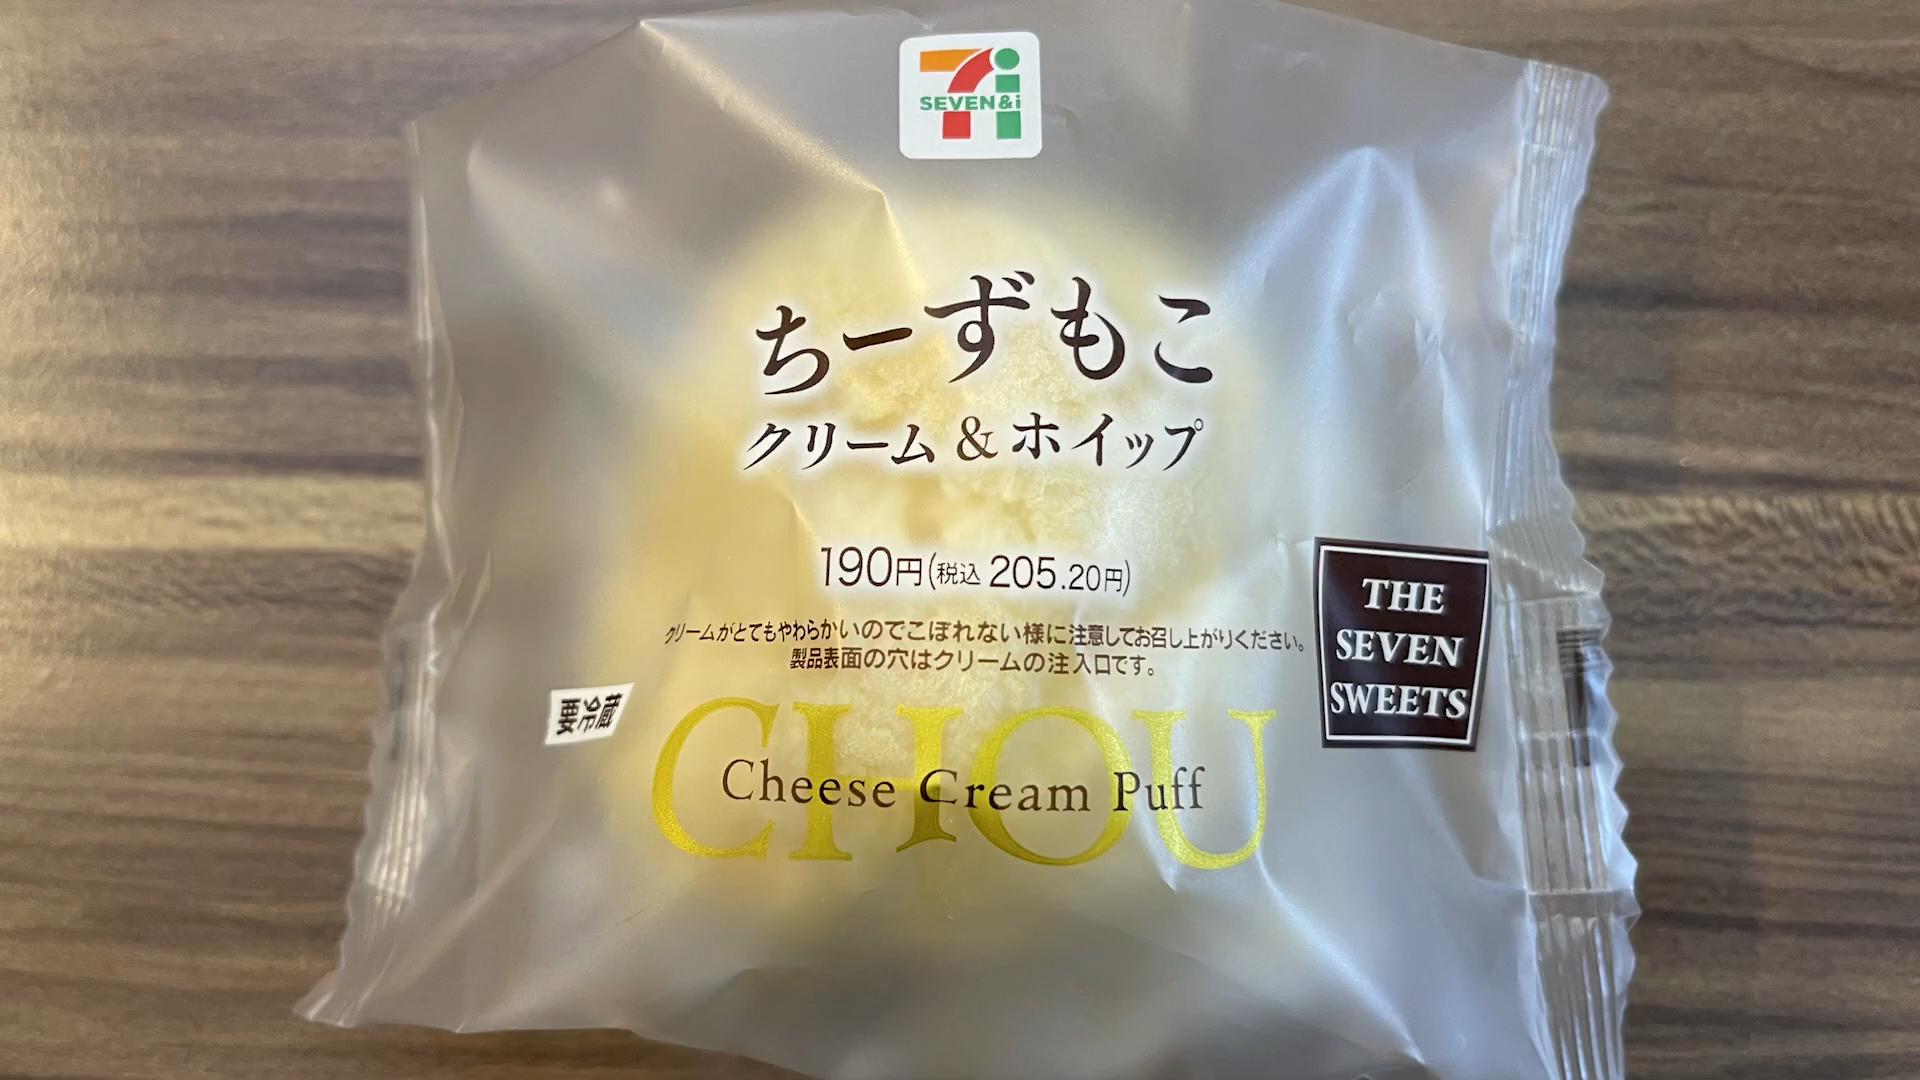 SEVEN&i
ちーずもこ
クリーム&ホイップ
190円(税込 205.20円)
クリームがとてもやわらかいのでこぼれない様に注意してお召し上がりください。
製品表面の穴はクリームの注入口です。
要冷蔵
THE
SEVEN
SWEETS
CHOU
Cheese Cream Puff